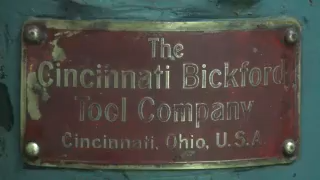 The
Cincinnati Bickford
Tool Company
Cincinnati, Ohio, U.S.A.